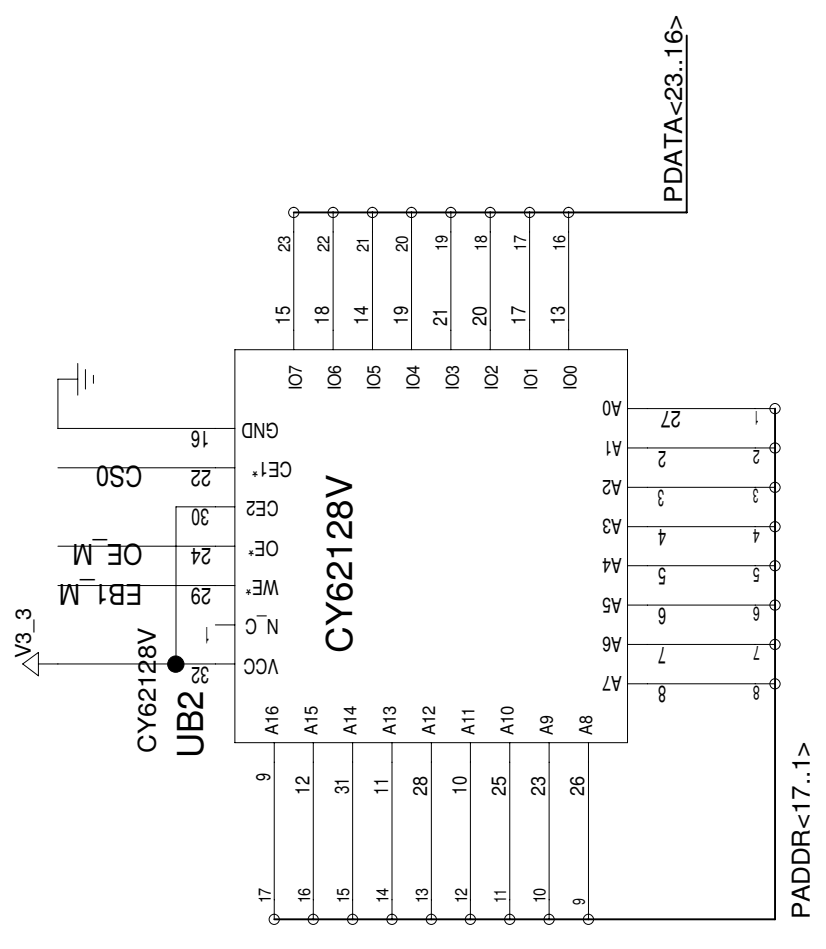 PDATA<23..16>
23
22
21
20
19
18
17
16
15
18
14
19
21
20
17
13
IO7
IO6
IO5
IO4
IO3
IO2
IO1
IO0
16
GND
CS0
22
CE1*
30
CE2
OE_M
24
OE*
EB1_M
29
WE*
1
N_C
V3_3
32
VCC
CY62128V
UB2
CY62128V
A0
27
1
A1
2
2
A2
3
3
A3
4
4
A4
5
5
A5
6
6
A6
7
7
A7
8
8
A16
A15
A14
A13
A12
A11
A10
A9
A8
9
12
31
11
28
10
25
23
26
17
16
15
14
13
12
11
10
9
PADDR<17..1>